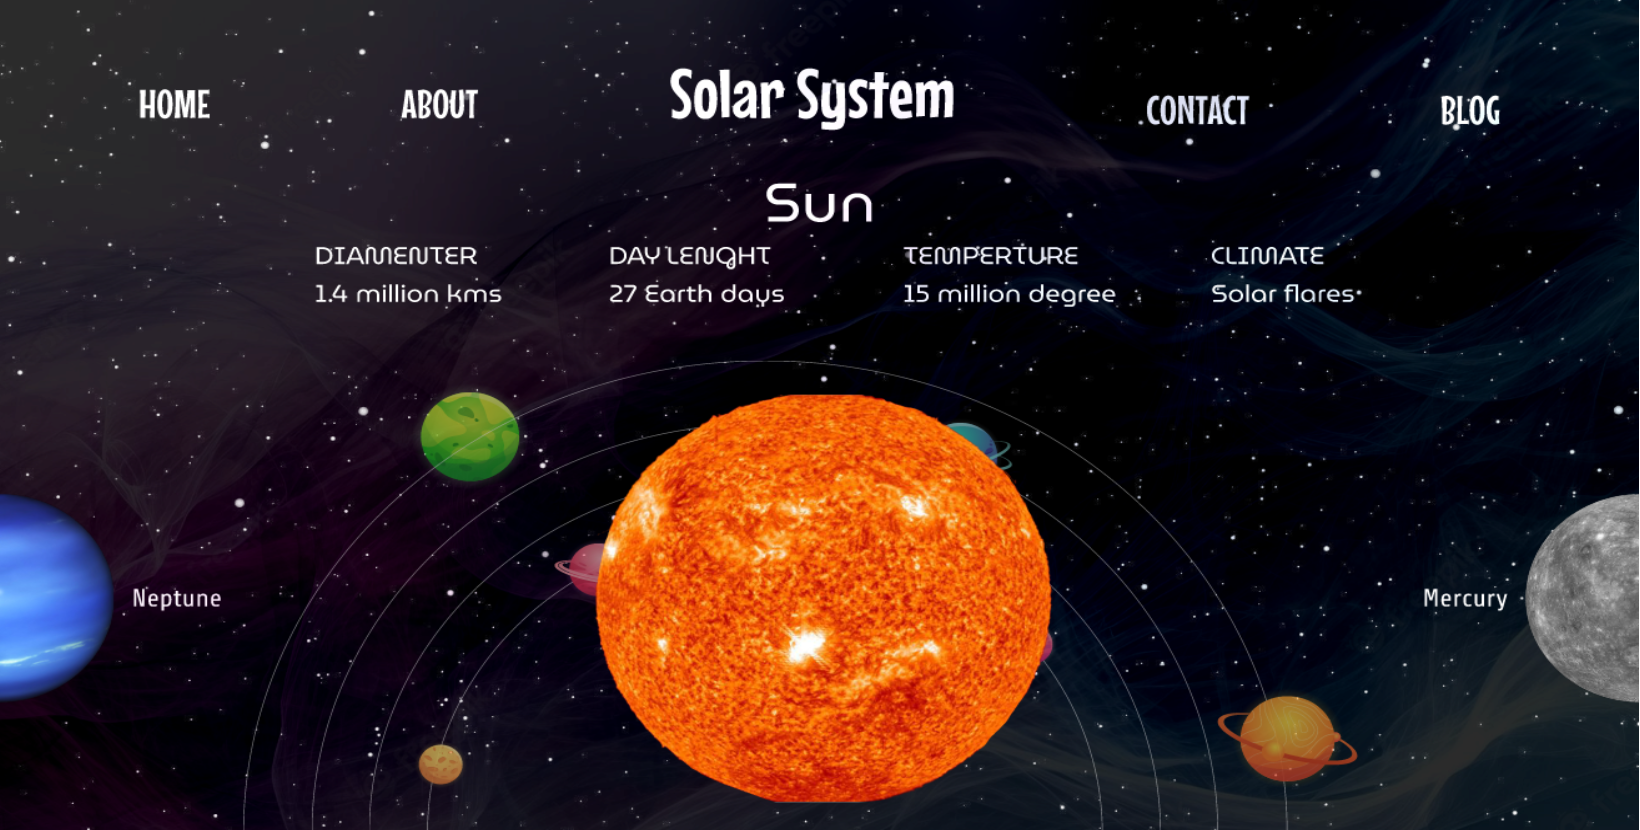 HOME ABOUT Solar System CONTACT BLOG
Sun
DIAMENTER DAY LENGHT TEMPERTURE CLIMATE
1.4 million kms 27 Earth days 15 million degree Solar flares
Neptune Mercury